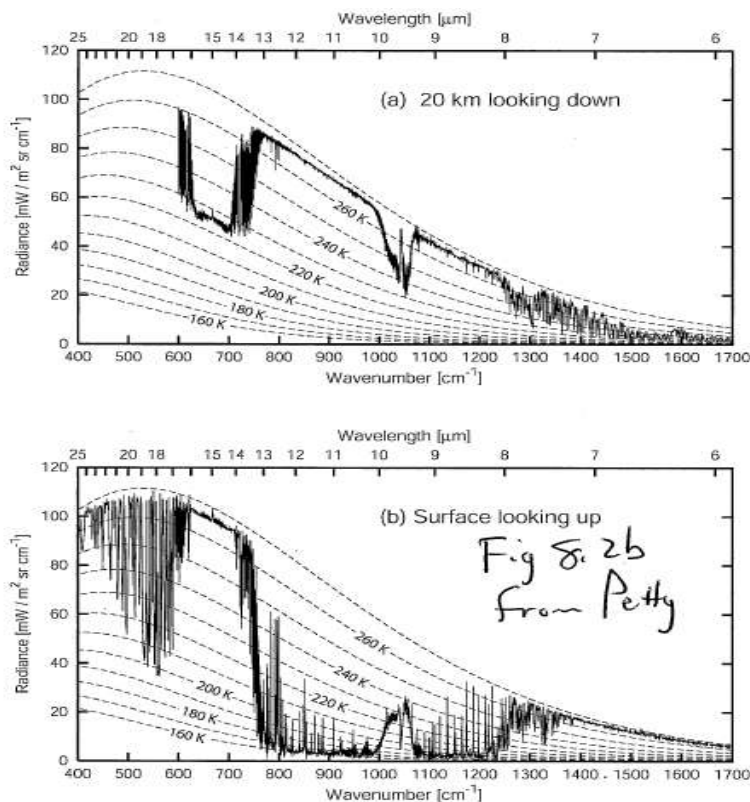 Wavelength [μm]
25 20 18 16 15 14 13 12 11 10 9 8 7 6
120
100
80
60
40
20
0
Radiance [mW / m² sr cm⁻¹]
(a) 20 km looking down
260 K
240 K
220 K
200 K
180 K
160 K
400 500 600 700 800 900 1000 1100 1200 1300 1400 1500 1600 1700
Wavenumber [cm⁻¹]
Wavelength [μm]
25 20 18 16 15 14 13 12 11 10 9 8 7 6
120
100
80
60
40
20
0
Radiance [mW / m² sr cm⁻¹]
(b) Surface looking up
Fig 8.2b
from Petty
260 K
240 K
220 K
200 K
180 K
160 K
400 500 600 700 800 900 1000 1100 1200 1300 1400 1500 1600 1700
Wavenumber [cm⁻¹]